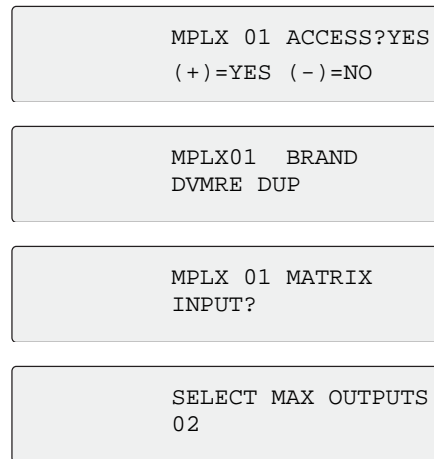 MPLX 01 ACCESS?YES
(+)=YES (-)=NO
MPLX01  BRAND
DVMRE DUP
MPLX 01 MATRIX
INPUT?
SELECT MAX OUTPUTS
02